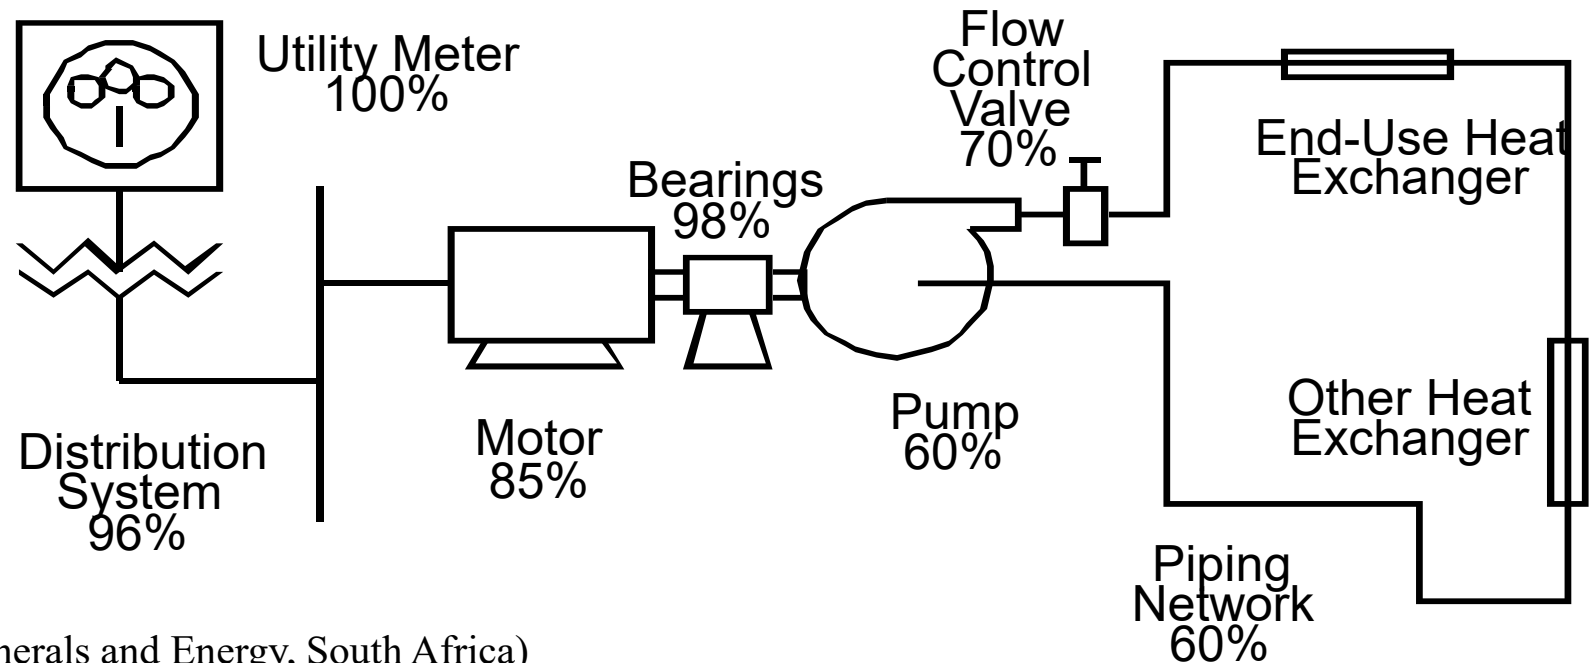 Utility Meter
100%
Flow
Control
Valve
70%
End-Use Heat
Exchanger
Bearings
98%
Other Heat
Exchanger
Pump
60%
Motor
85%
Distribution
System
96%
Piping
Network
60%
nerals and Energy, South Africa)